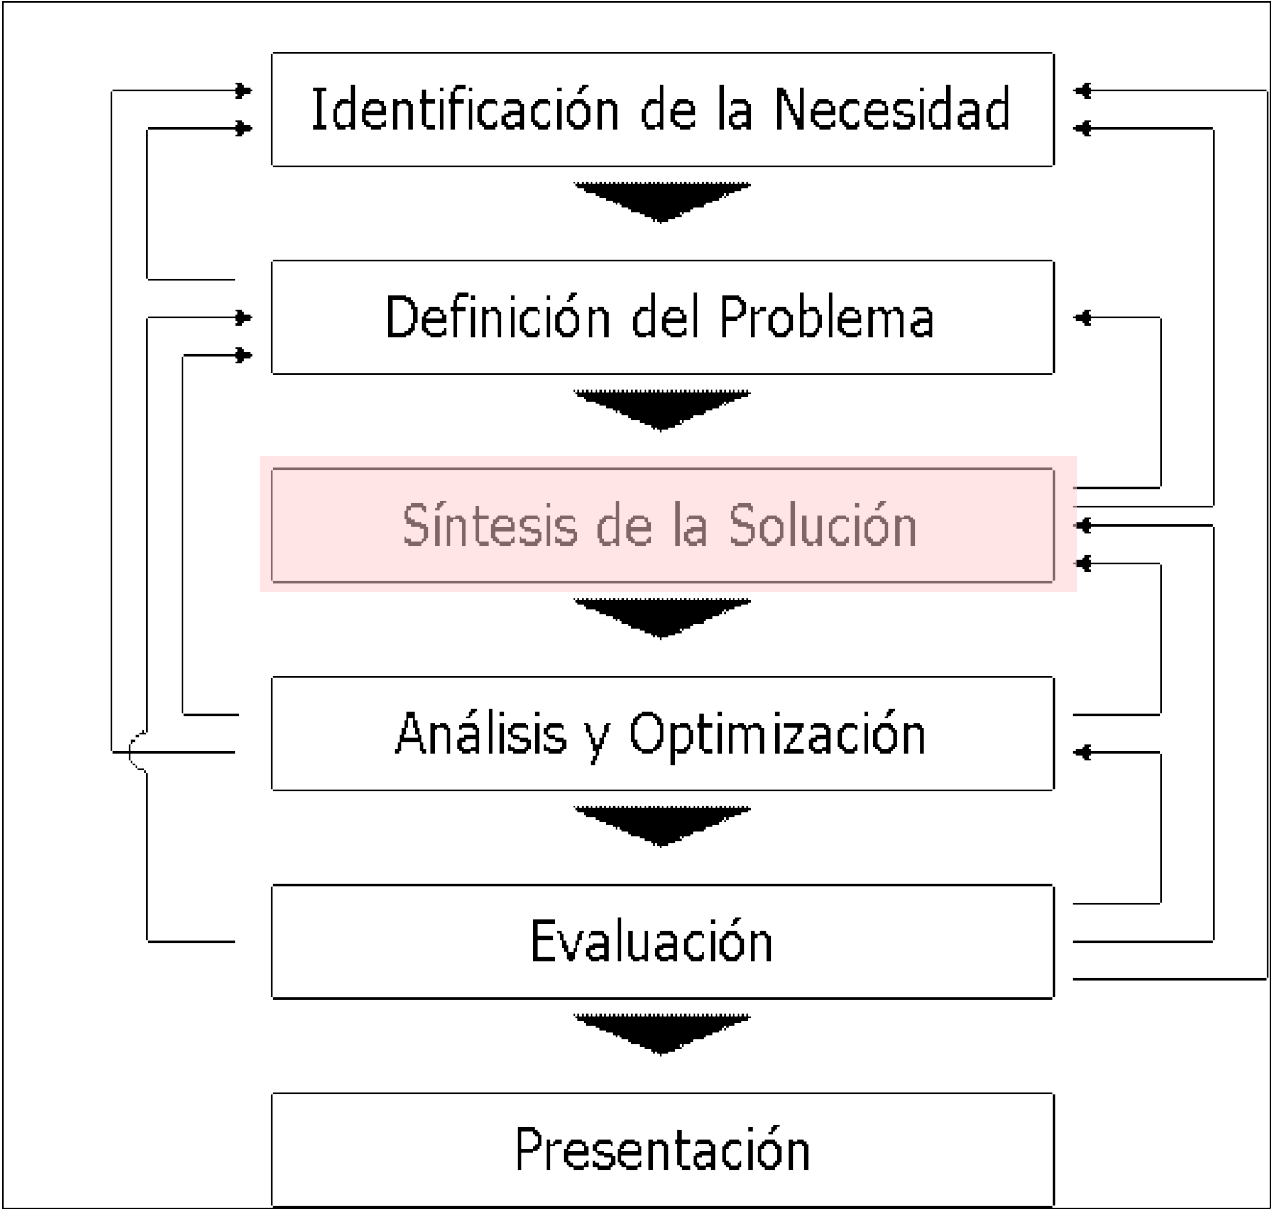 Identificación de la Necesidad
Definición del Problema
Síntesis de la Solución
Análisis y Optimización
Evaluación
Presentación